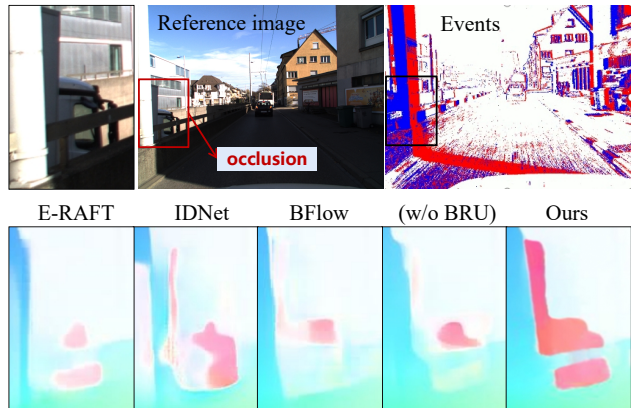 Reference image
Events
occlusion
E-RAFT
IDNet
BFlow
(w/o BRU)
Ours